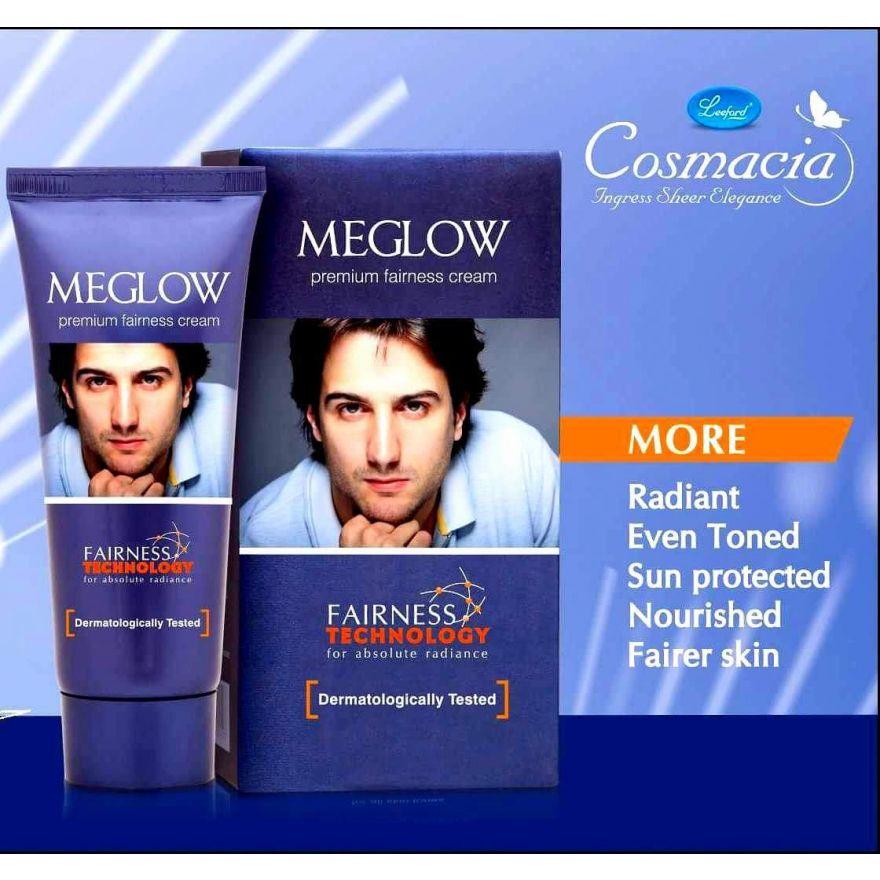 Leeford
Cosmacia
Ingress Sheer Elegance
MEGLOW
premium fairness cream
FAIRNESS
TECHNOLOGY
for absolute radiance
Dermatologically Tested
MEGLOW
premium fairness cream
FAIRNESS
TECHNOLOGY
for absolute radiance
Dermatologically Tested
MORE
Radiant
Even Toned
Sun protected
Nourished
Fairer skin